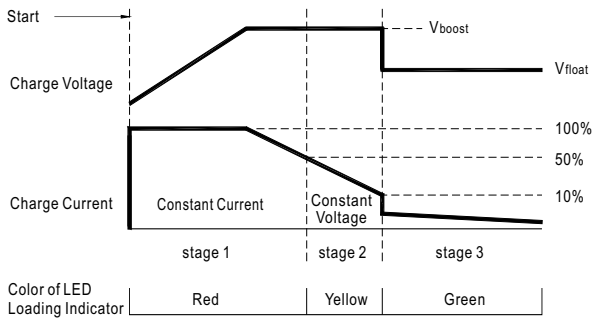 Start
Vboost
Charge Voltage
Vfloat
100%
50%
10%
Charge Current
Constant Current
Constant
Voltage
stage 1
stage 2
stage 3
Color of LED
Loading Indicator
Red
Yellow
Green